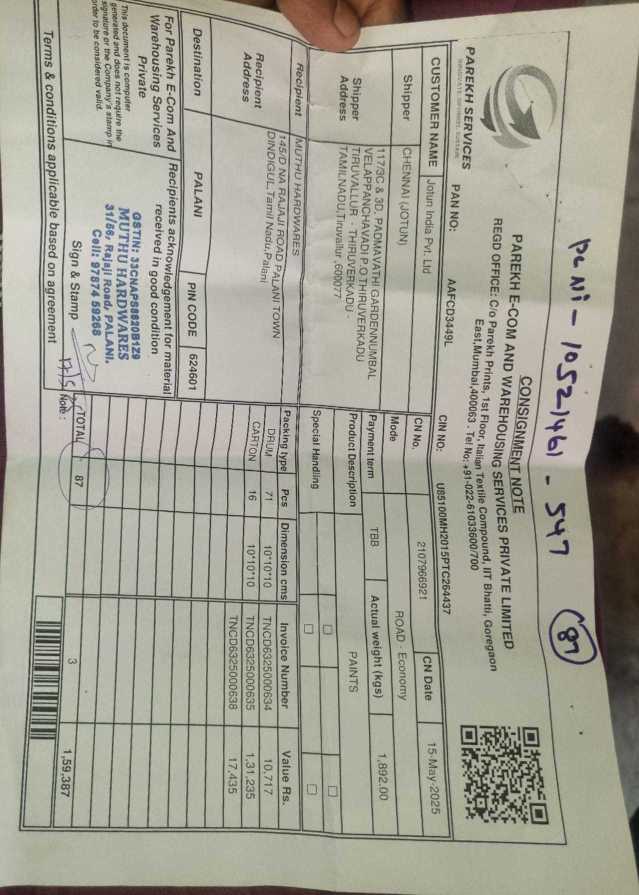 PLNI - 10521461 - 547
87
PAREKH SERVICES
CONSIGNMENT NOTE
PAREKH E-COM AND WAREHOUSING SERVICES PRIVATE LIMITED
REGD OFFICE: C/o Parekh Prints, 1st Floor, Italian Textile Compound, IIT Bhatti, Goregaon
East,Mumbai,400063 . Tel No: +91-022-61033600/700
PAN NO: AAFCD3449L CIN NO: U85100MH2015PTC264437
CUSTOMER NAME Jotun India Pvt. Ltd CN No. 2107966921 CN Date 15-May-2025
Shipper CHENNAI (JOTUN) Mode ROAD - Economy
Shipper Address 117/3C & 3D, PADMAVATHI GARDENNUMBAL
VELAPPANCHAVADI P.O,THIRUVERKADU
TIRUVALLUR - THIRUVERKADU -
TAMILNADU,Tiruvallur ,600077
Payment term TBB Actual weight (kgs) 1,892.00
Product Description PAINTS
Special Handling
Recipient MUTHU HARDWARES
Recipient Address 145/D NA RAJAJI ROAD PALANI TOWN
DINDIGUL,Tamil Nadu,Palani
Packing type Pcs Dimension cms Invoice Number Value Rs.
DRUM 71 10*10*10 TNCD6325000634 10,717
CARTON 16 10*10*10 TNCD6325000635 1,31,235
TNCD6325000638 17,435
Destination PALANI PIN CODE 624601
For Parekh E-Com And
Warehousing Services
Private
Recipients acknowledgement for material
received in good condition
This document is computer
generated and does not require the
signature or the Company's stamp in
order to be considered valid.
GSTIN: 33CNAPS8820B1Z9
MUTHU HARDWARES
31/56, Rajaji Road, PALANI.
Cell: 97874 59268
Sign & Stamp
17/5
TOTAL : 87 3 1,59,387
Note :
Terms & conditions applicable based on agreement